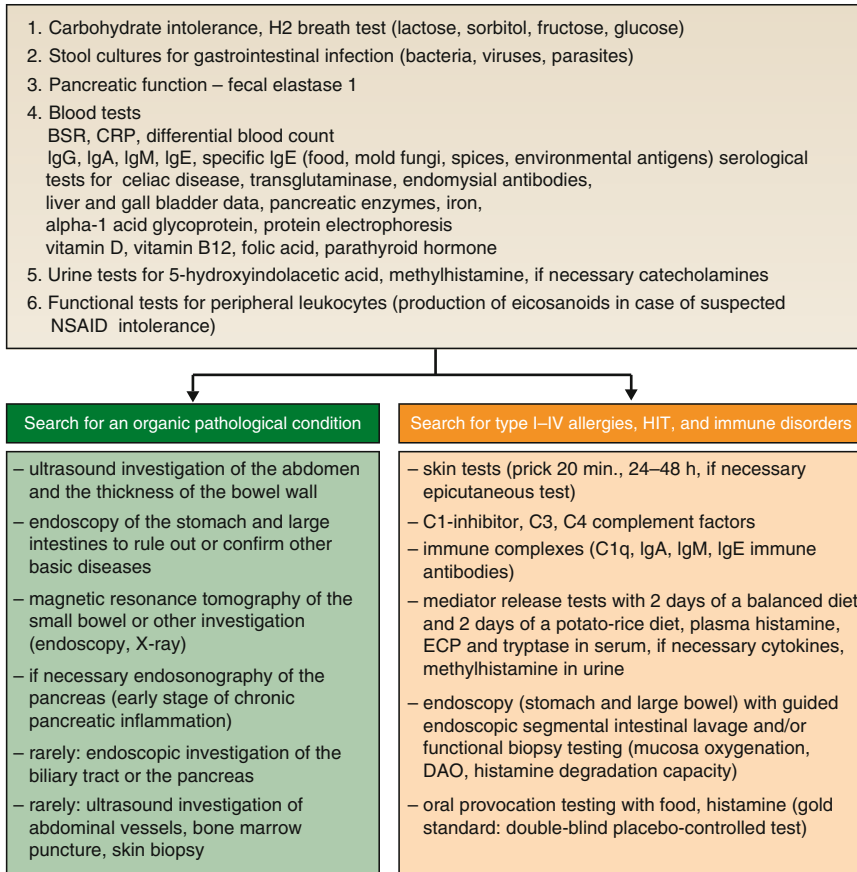 1. Carbohydrate intolerance, H2 breath test (lactose, sorbitol, fructose, glucose)
2. Stool cultures for gastrointestinal infection (bacteria, viruses, parasites)
3. Pancreatic function – fecal elastase 1
4. Blood tests
BSR, CRP, differential blood count
IgG, IgA, IgM, IgE, specific IgE (food, mold fungi, spices, environmental antigens) serological
tests for celiac disease, transglutaminase, endomysial antibodies,
liver and gall bladder data, pancreatic enzymes, iron,
alpha-1 acid glycoprotein, protein electrophoresis
vitamin D, vitamin B12, folic acid, parathyroid hormone
5. Urine tests for 5-hydroxyindolacetic acid, methylhistamine, if necessary catecholamines
6. Functional tests for peripheral leukocytes (production of eicosanoids in case of suspected
NSAID intolerance)
Search for an organic pathological condition
– ultrasound investigation of the abdomen
and the thickness of the bowel wall
– endoscopy of the stomach and large
intestines to rule out or confirm other
basic diseases
– magnetic resonance tomography of the
small bowel or other investigation
(endoscopy, X-ray)
– if necessary endosonography of the
pancreas (early stage of chronic
pancreatic inflammation)
– rarely: endoscopic investigation of the
biliary tract or the pancreas
– rarely: ultrasound investigation of
abdominal vessels, bone marrow
puncture, skin biopsy
Search for type I–IV allergies, HIT, and immune disorders
– skin tests (prick 20 min., 24–48 h, if necessary
epicutaneous test)
– C1-inhibitor, C3, C4 complement factors
– immune complexes (C1q, IgA, IgM, IgE immune
antibodies)
– mediator release tests with 2 days of a balanced diet
and 2 days of a potato-rice diet, plasma histamine,
ECP and tryptase in serum, if necessary cytokines,
methylhistamine in urine
– endoscopy (stomach and large bowel) with guided
endoscopic segmental intestinal lavage and/or
functional biopsy testing (mucosa oxygenation,
DAO, histamine degradation capacity)
– oral provocation testing with food, histamine (gold
standard: double-blind placebo-controlled test)